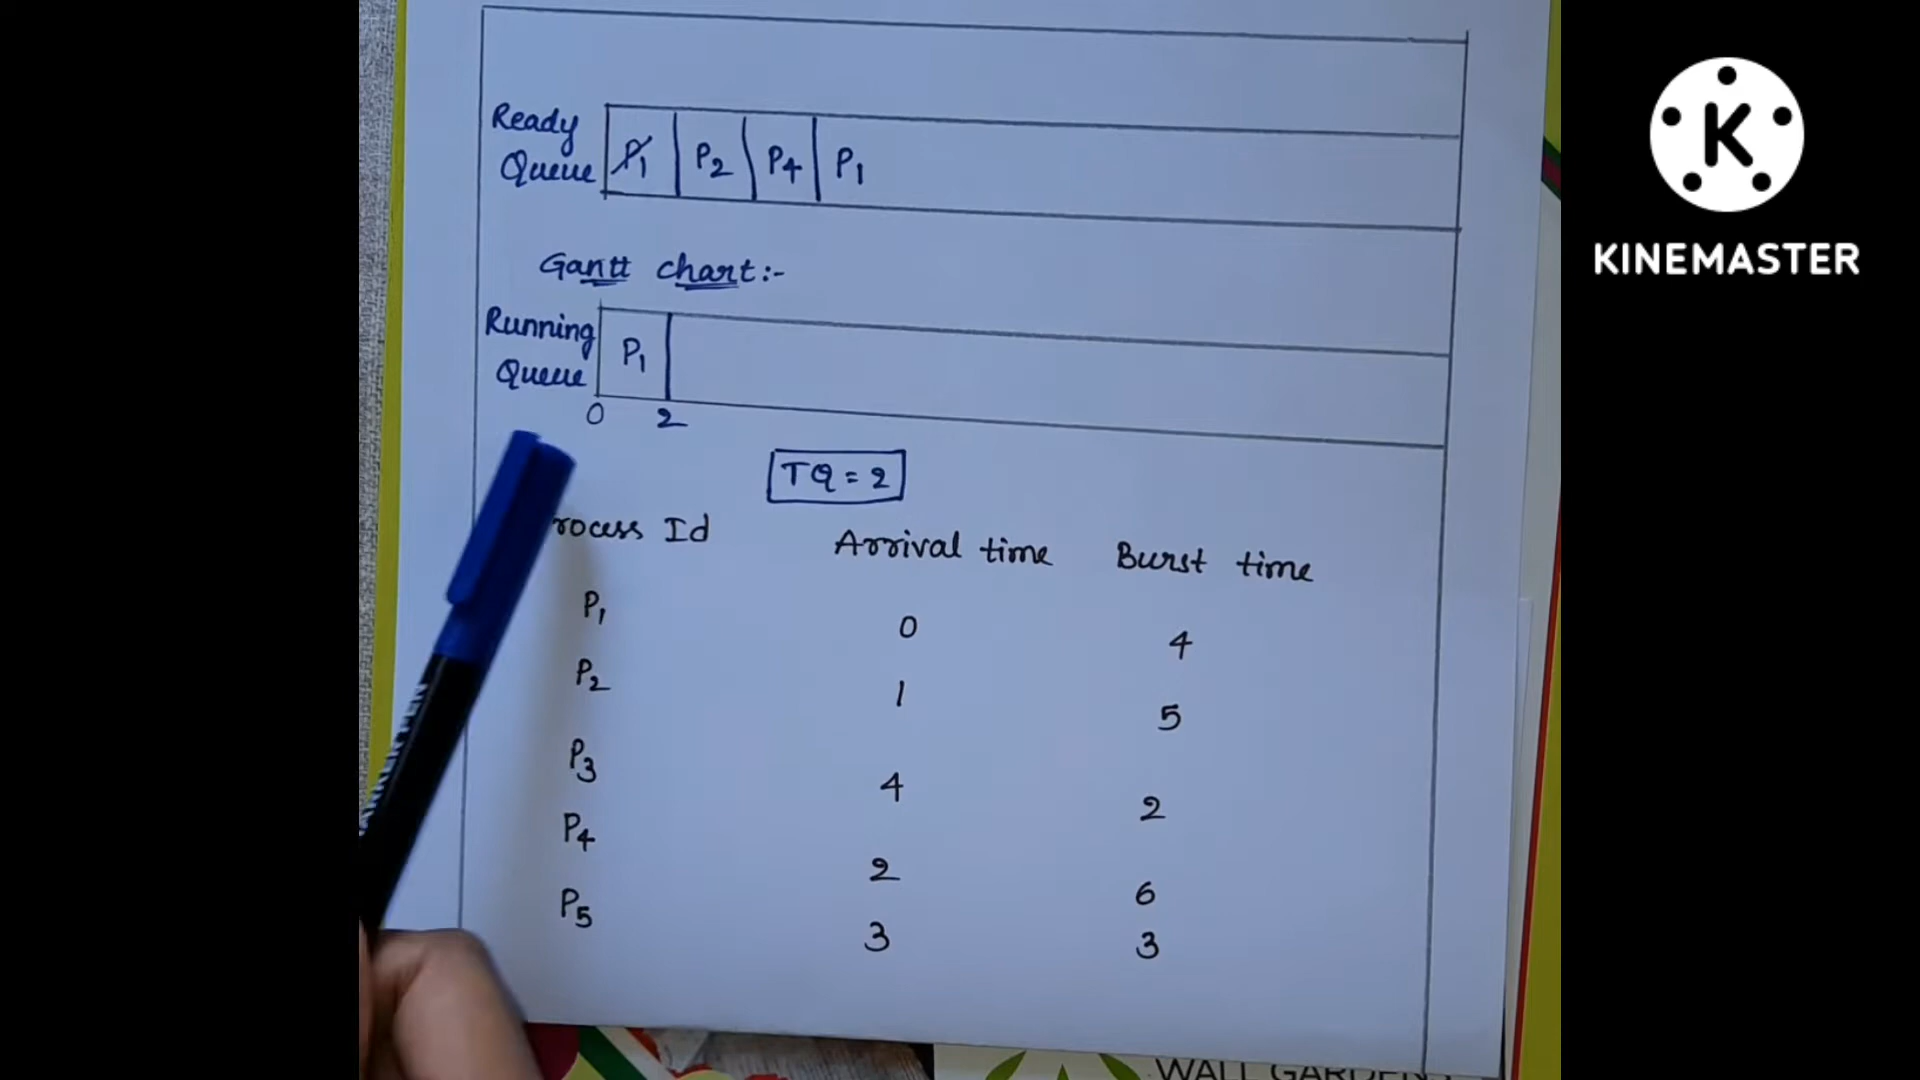 Ready
Queue P1 P2 P4 P1
Gantt chart:-
Running
Queue P1
0 2
TQ = 2
rocess Id Arrival time Burst time
P1 0 4
P2 1 5
P3 4 2
P4 2 6
P5 3 3
K
KINEMASTER